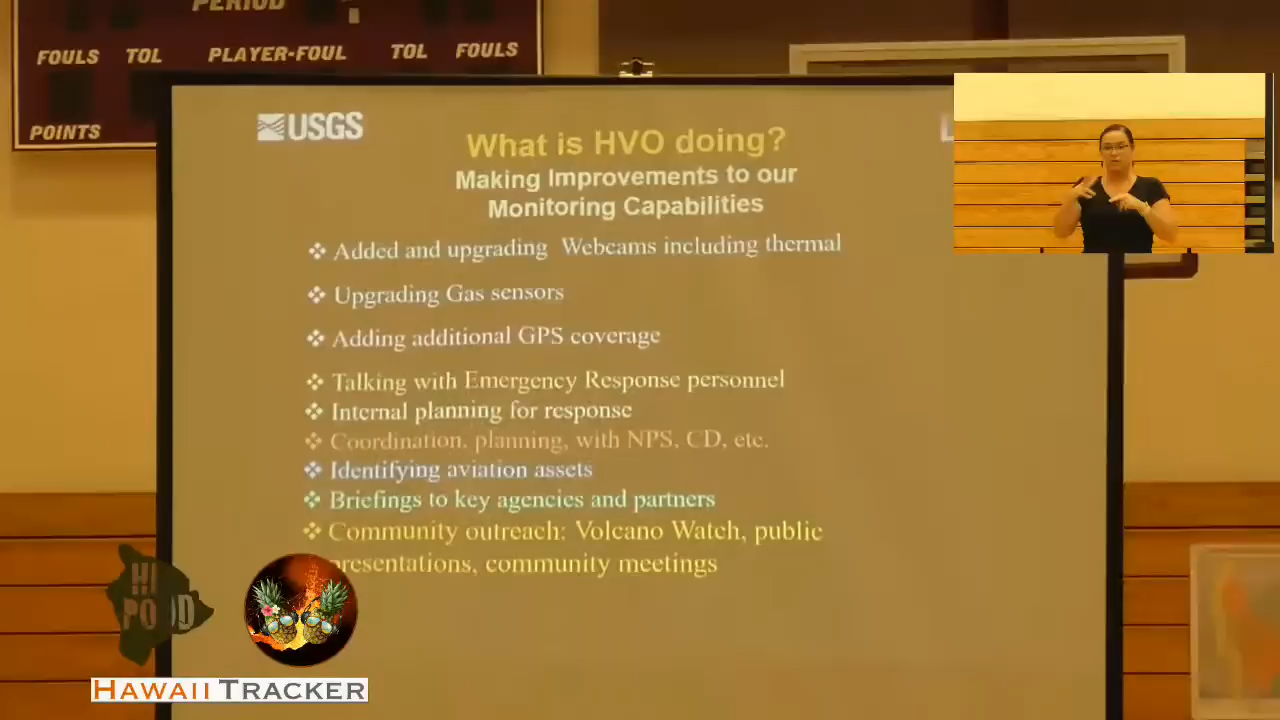 PERIOD
FOULS TOL PLAYER-FOUL TOL FOULS
POINTS
USGS
What is HVO doing?
Making Improvements to our
Monitoring Capabilities
❖ Added and upgrading Webcams including thermal
❖ Upgrading Gas sensors
❖ Adding additional GPS coverage
❖ Talking with Emergency Response personnel
❖ Internal planning for response
❖ Coordination, planning, with NPS, CD, etc.
❖ Identifying aviation assets
❖ Briefings to key agencies and partners
❖ Community outreach: Volcano Watch, public
presentations, community meetings
HI
POD
HAWAII TRACKER